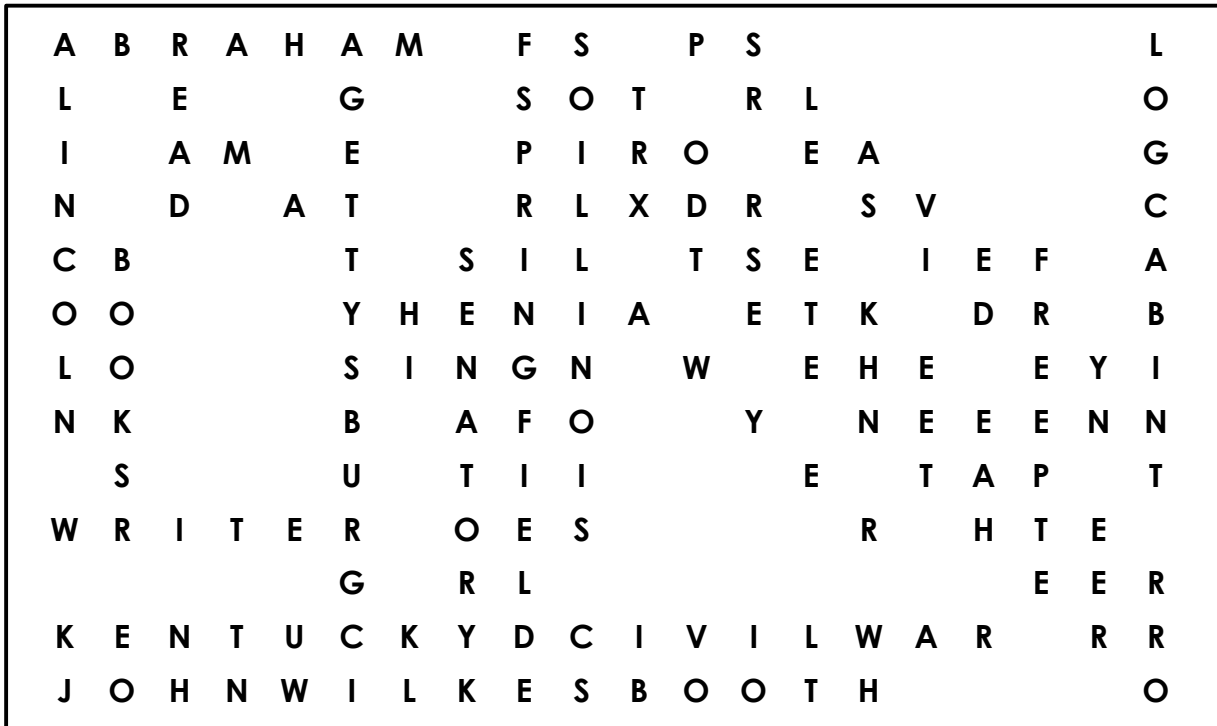 A B R A H A M F S P S L
L E G S O T R L O
I A M E P I R O E A G
N D A T R L X D R S V C
C B T S I L T S E I E F A
O O Y H E N I A E T K D R B
L O S I N G N W E H E E Y I
N K B A F O Y N E E E N N
S U T I I E T A P T
W R I T E R O E S R H T E
G R L E E R
K E N T U C K Y D C I V I L W A R R R
J O H N W I L K E S B O O T H O